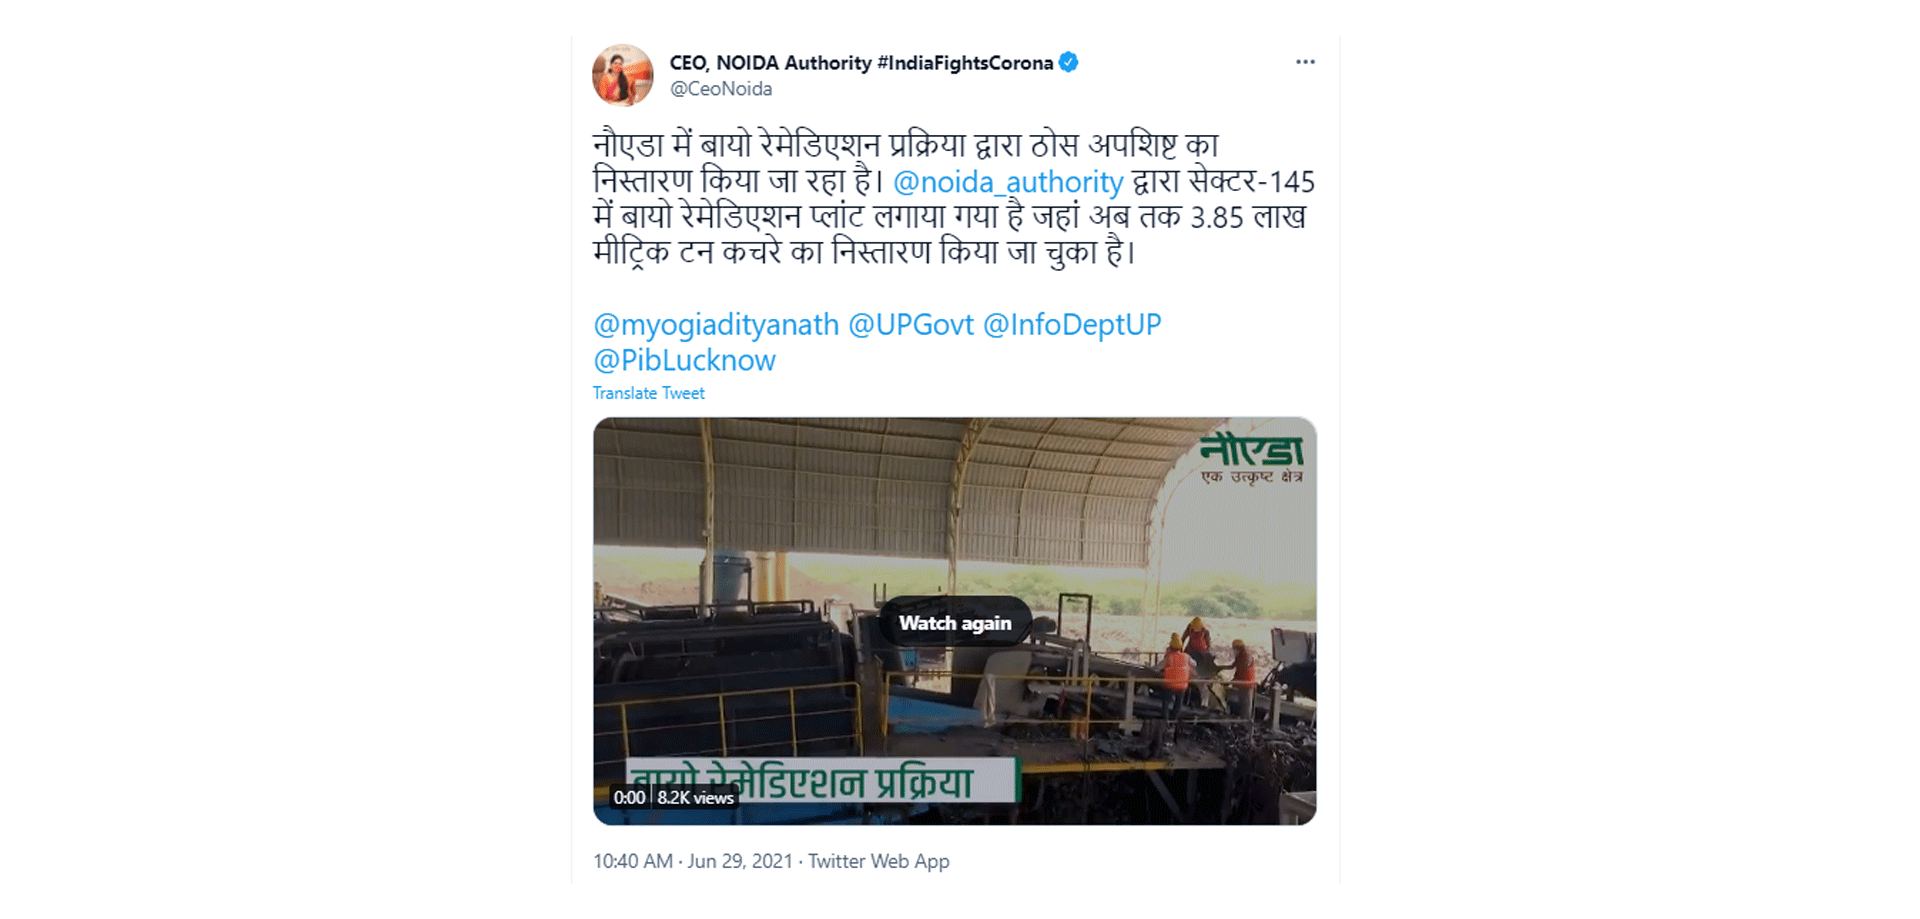 CEO, NOIDA Authority #IndiaFightsCorona
@CeoNoida
नौएडा में बायो रेमेडिएशन प्रक्रिया द्वारा ठोस अपशिष्ट का
निस्तारण किया जा रहा है। @noida_authority द्वारा सेक्टर-145
में बायो रेमेडिएशन प्लांट लगाया गया है जहां अब तक 3.85 लाख
मीट्रिक टन कचरे का निस्तारण किया जा चुका है।
@myogiadityanath @UPGovt @InfoDeptUP
@PibLucknow
Translate Tweet
नौएडा
एक उत्कृष्ट क्षेत्र
Watch again
बायो रेमेडिएशन प्रक्रिया
0:00 8.2K views
10:40 AM · Jun 29, 2021 · Twitter Web App